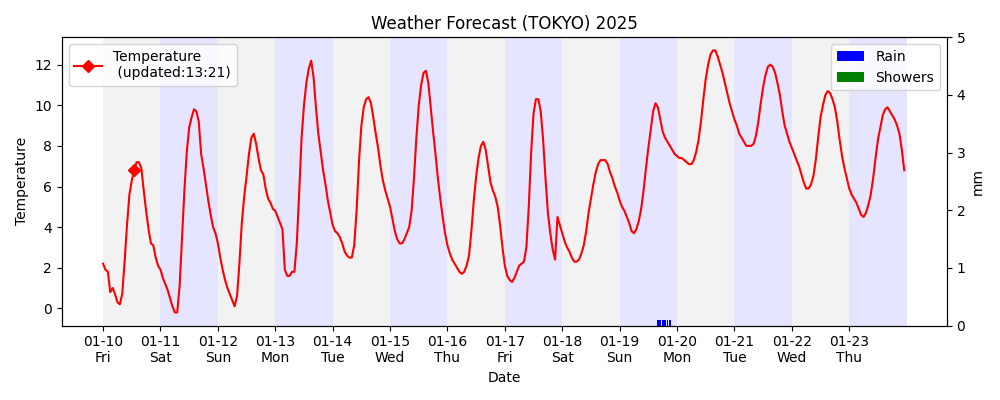 Weather Forecast (TOKYO) 2025
Temperature
(updated:13:21)
Rain
Showers
Temperature
12
10
8
6
4
2
0
5
4
3
2
1
0
mm
01-10 01-11 01-12 01-13 01-14 01-15 01-16 01-17 01-18 01-19 01-20 01-21 01-22 01-23
Fri Sat Sun Mon Tue Wed Thu Fri Sat Sun Mon Tue Wed Thu
Date